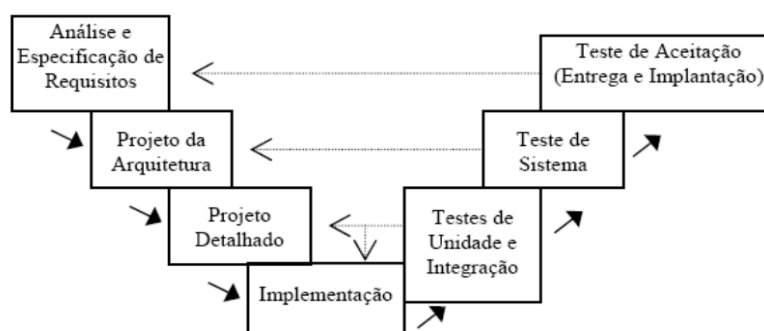 Análise e
Especificação de
Requisitos
Teste de Aceitação
(Entrega e Implantação)
Projeto da
Arquitetura
Teste de
Sistema
Projeto
Detalhado
Testes de
Unidade e
Integração
Implementação